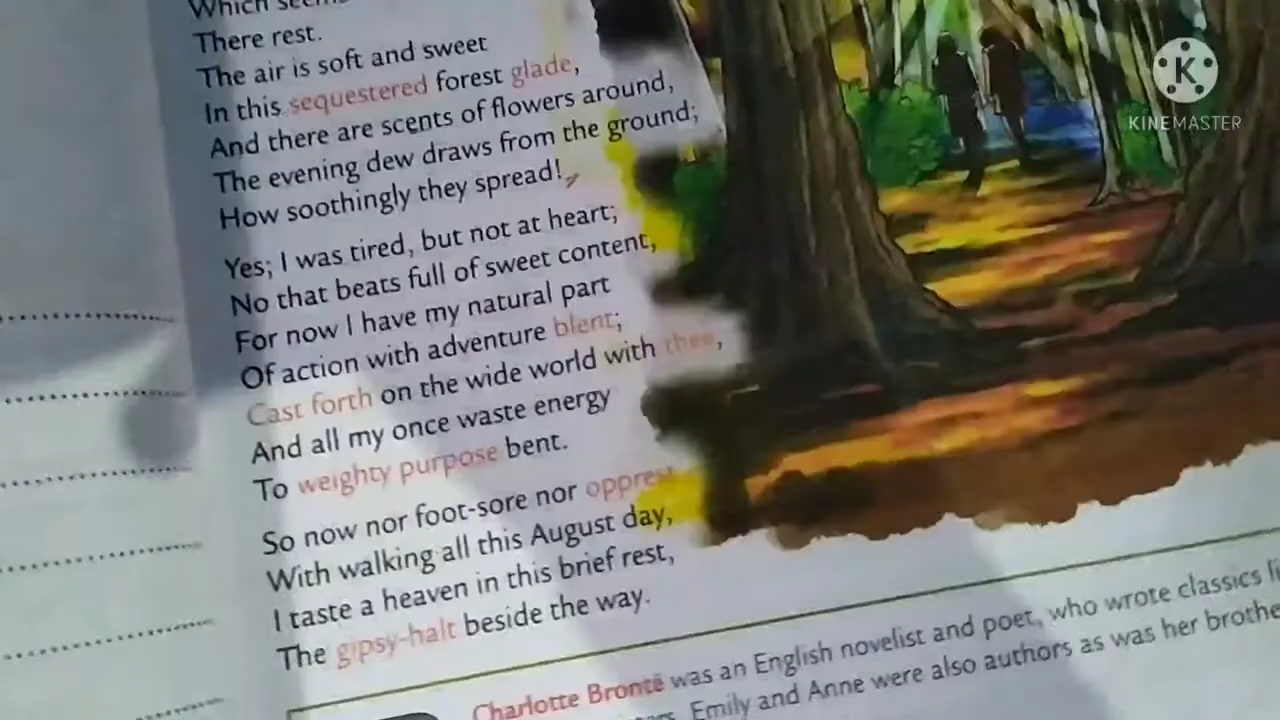 Which
There rest.
The air is soft and sweet
In this sequestered forest glade,
And there are scents of flowers around,
The evening dew draws from the ground;
How soothingly they spread!
Yes; I was tired, but not at heart;
No that beats full of sweet content,
For now I have my natural part
Of action with adventure blent;
Cast forth on the wide world with thee,
And all my once waste energy
To weighty purpose bent.
So now nor foot-sore nor opprest
With walking all this August day,
I taste a heaven in this brief rest,
The gipsy-halt beside the way.
Charlotte Brontë was an English novelist and poet, who wrote classics
Emily and Anne were also authors as was her
K
KINEMASTER